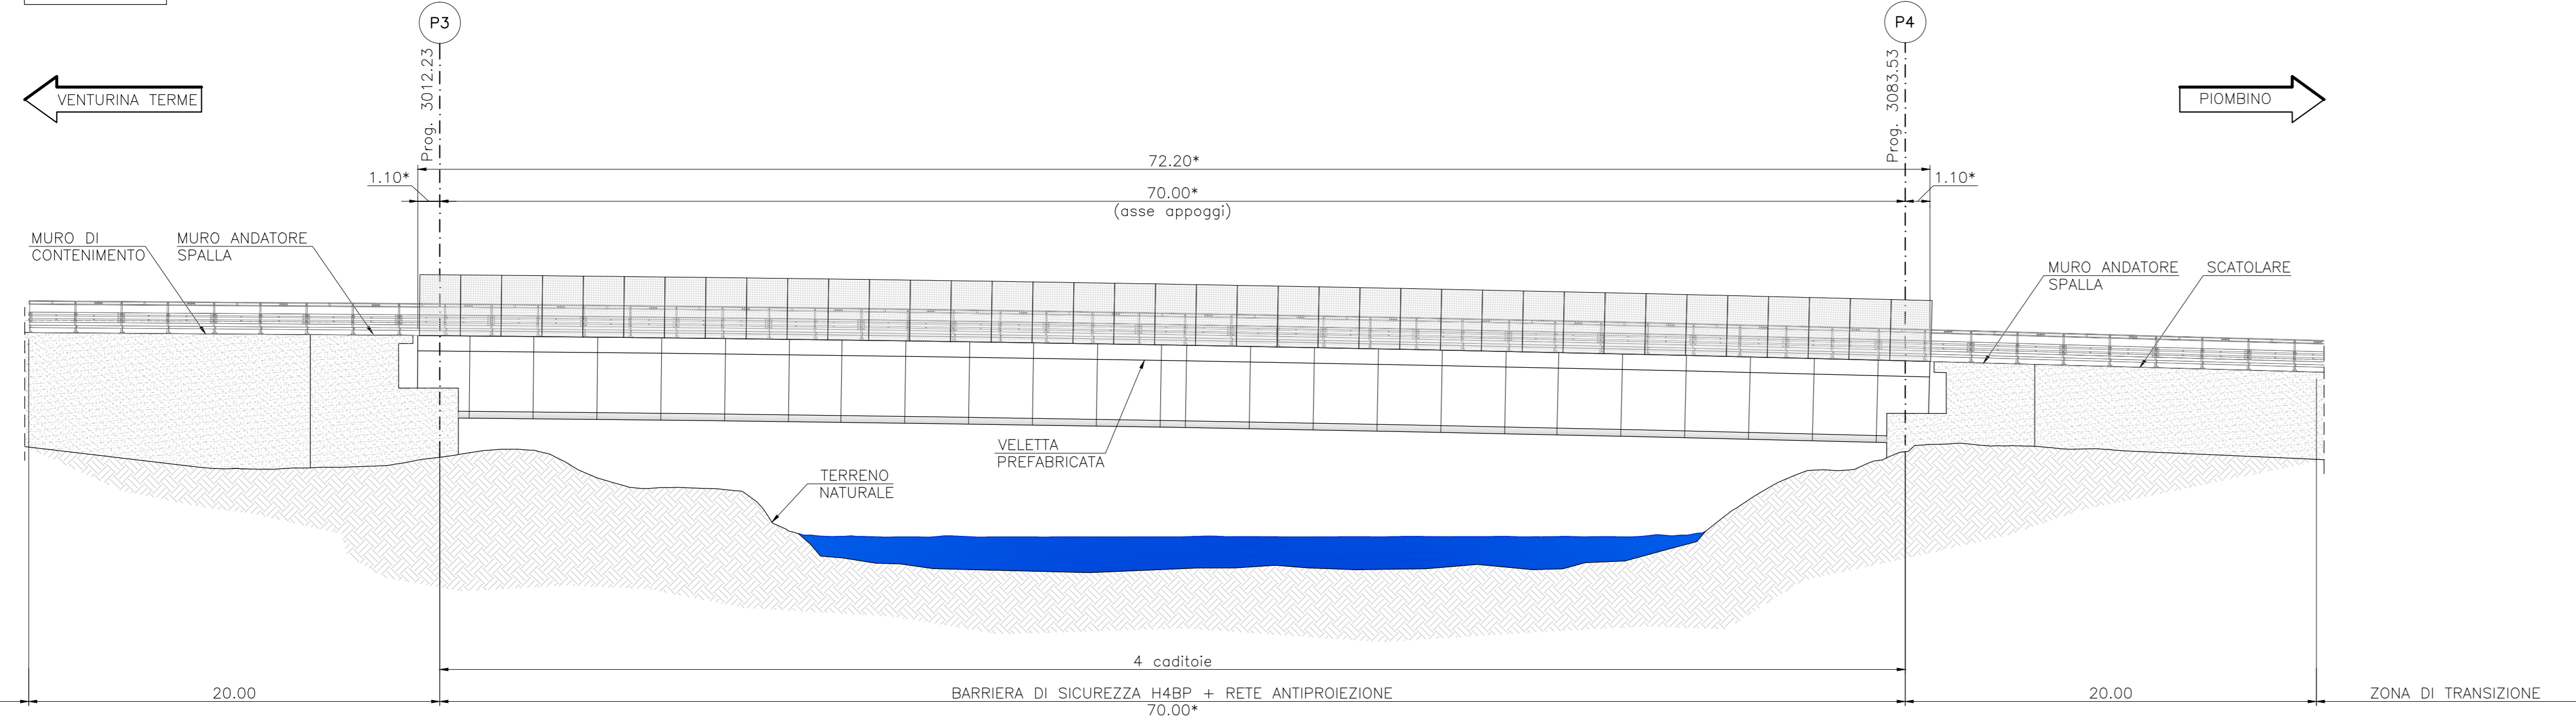 P3
P4
Prog. 3012.23
Prog. 3083.53
VENTURINA TERME
PIOMBINO
72.20*
1.10*
70.00*
1.10*
(asse appoggi)
MURO DI
CONTENIMENTO
MURO ANDATORE
SPALLA
MURO ANDATORE
SPALLA
SCATOLARE
VELETTA
PREFABRICATA
TERRENO
NATURALE
4 caditoie
20.00
BARRIERA DI SICUREZZA H4BP + RETE ANTIPROIEZIONE
20.00
ZONA DI TRANSIZIONE
70.00*